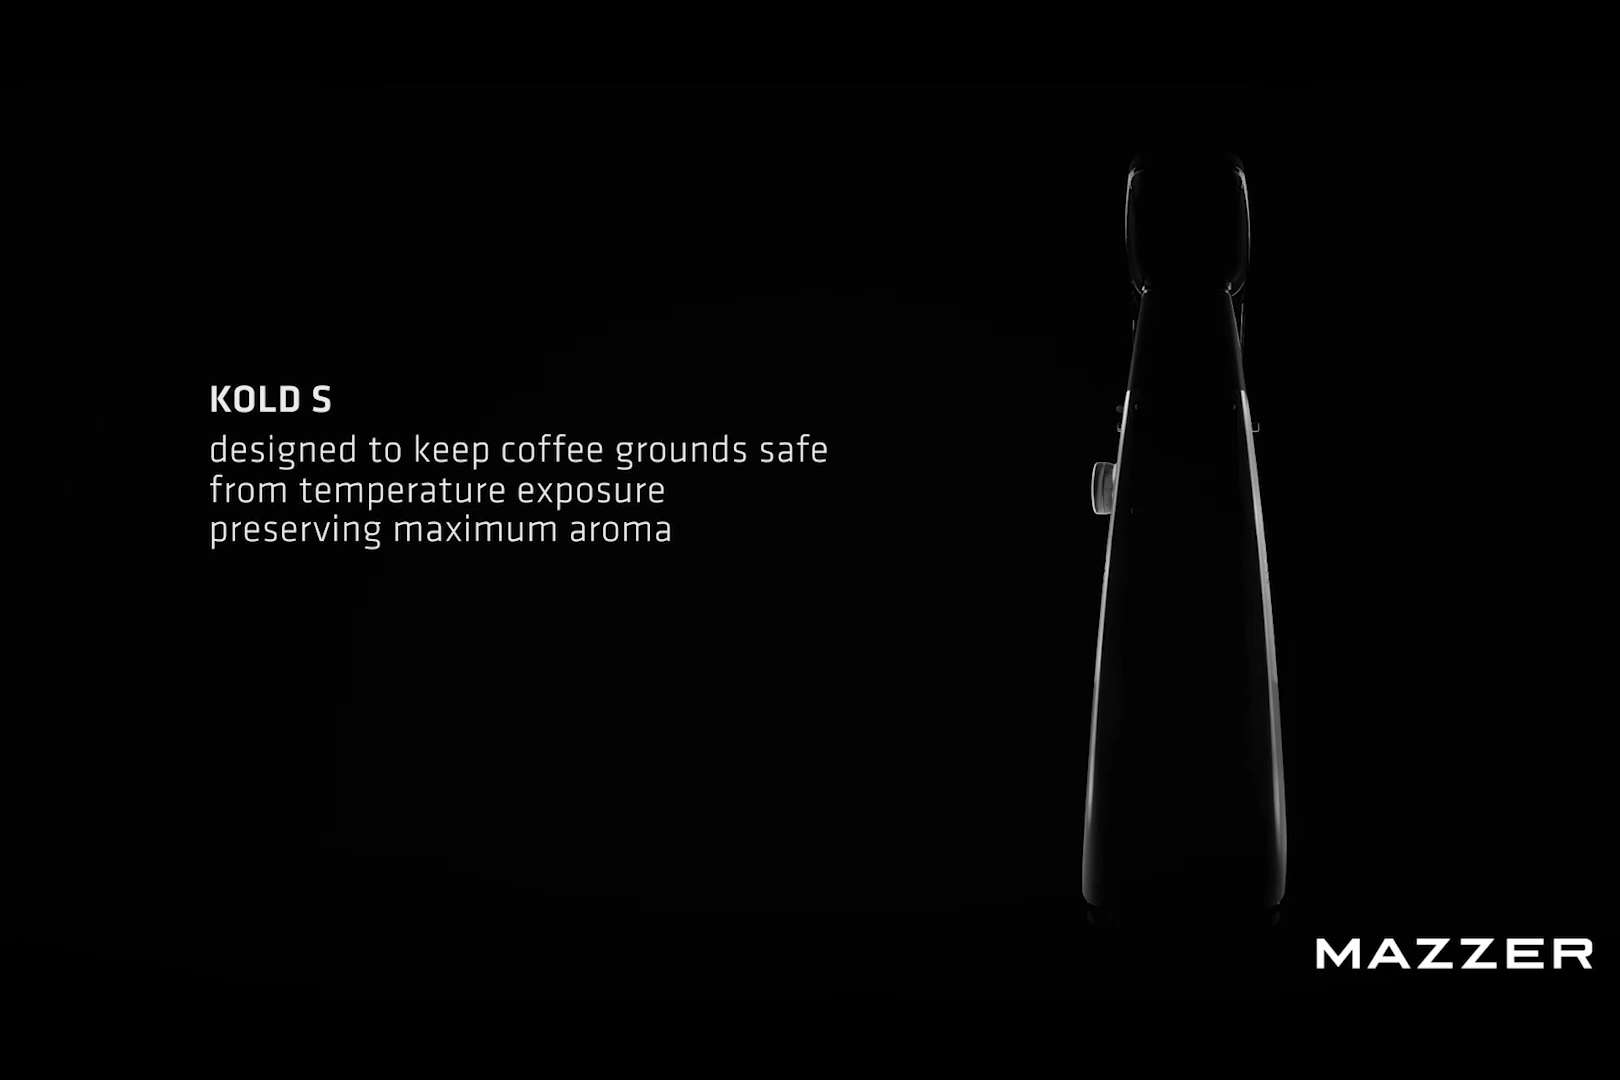 KOLD S
designed to keep coffee grounds safe
from temperature exposure
preserving maximum aroma
MAZZER